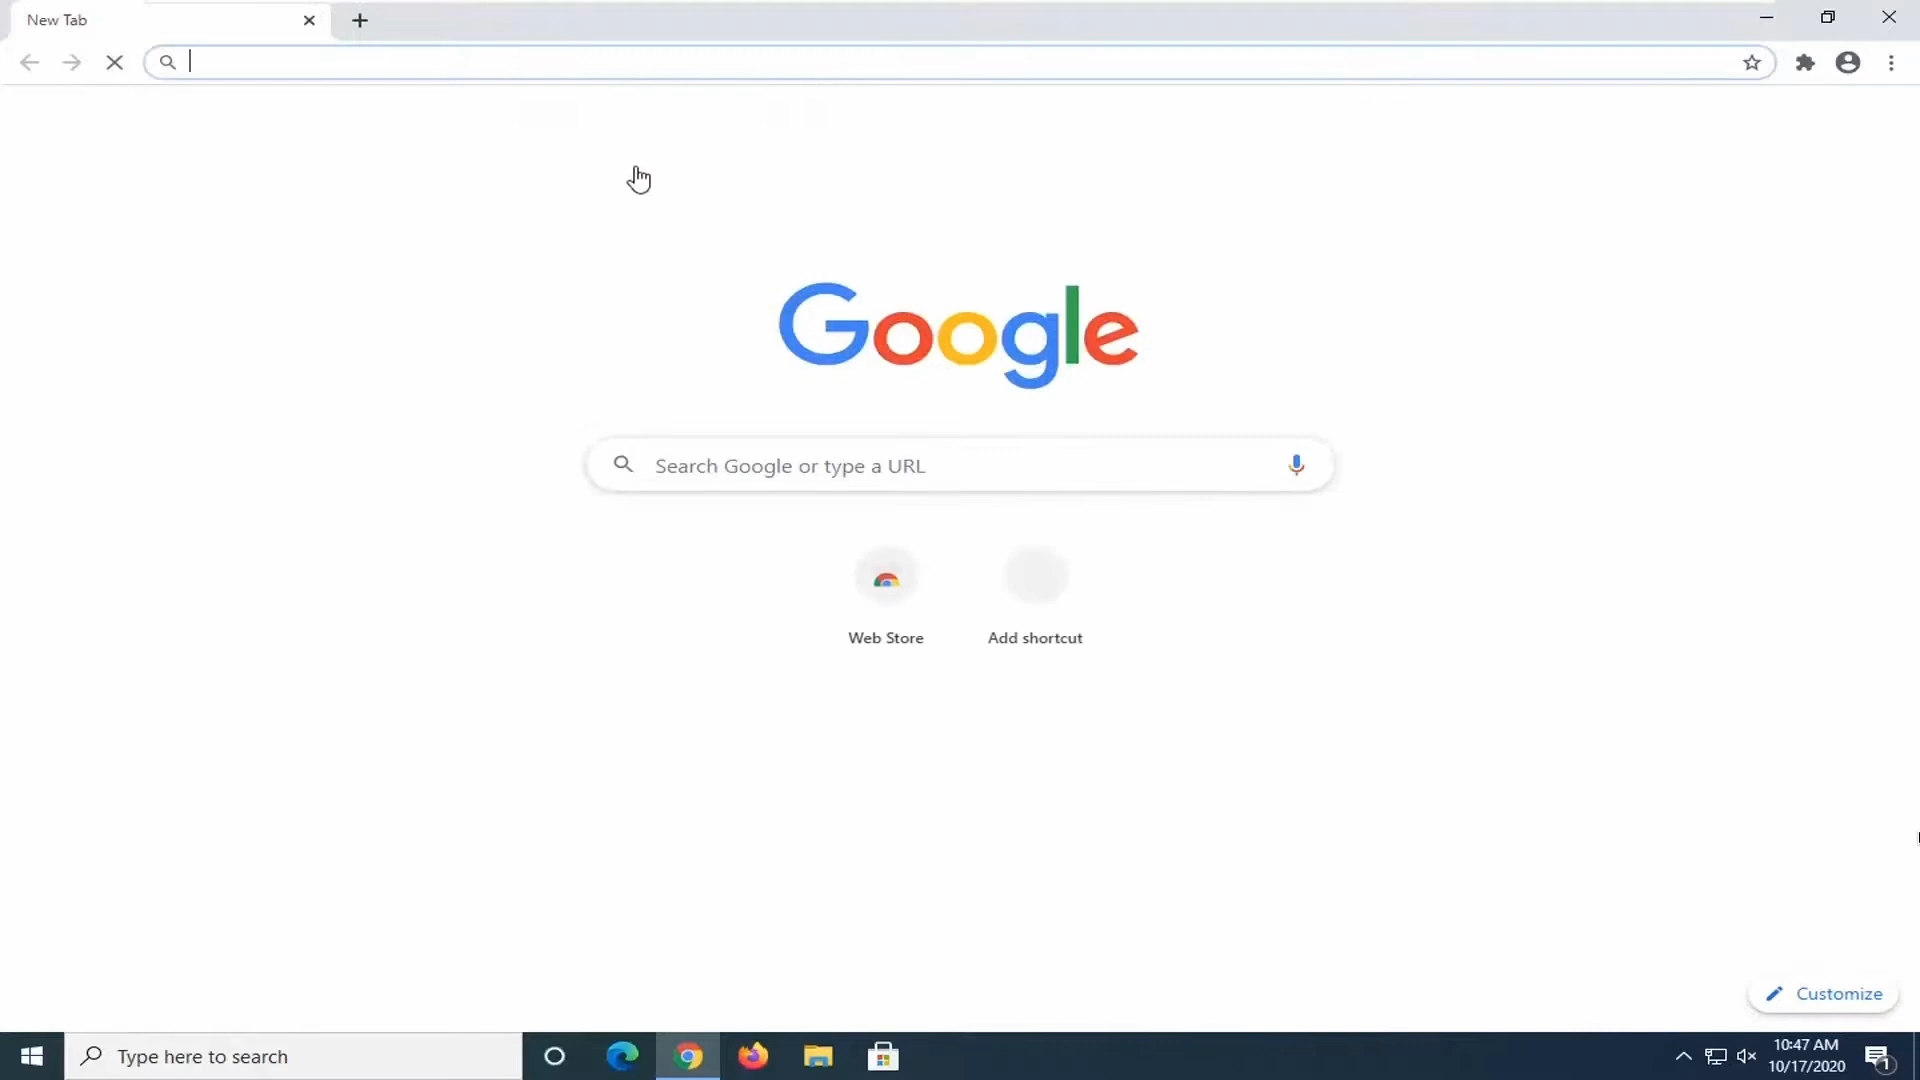 New Tab
Google
Search Google or type a URL
Web Store
Add shortcut
Customize
Type here to search
10:47 AM
10/17/2020
1